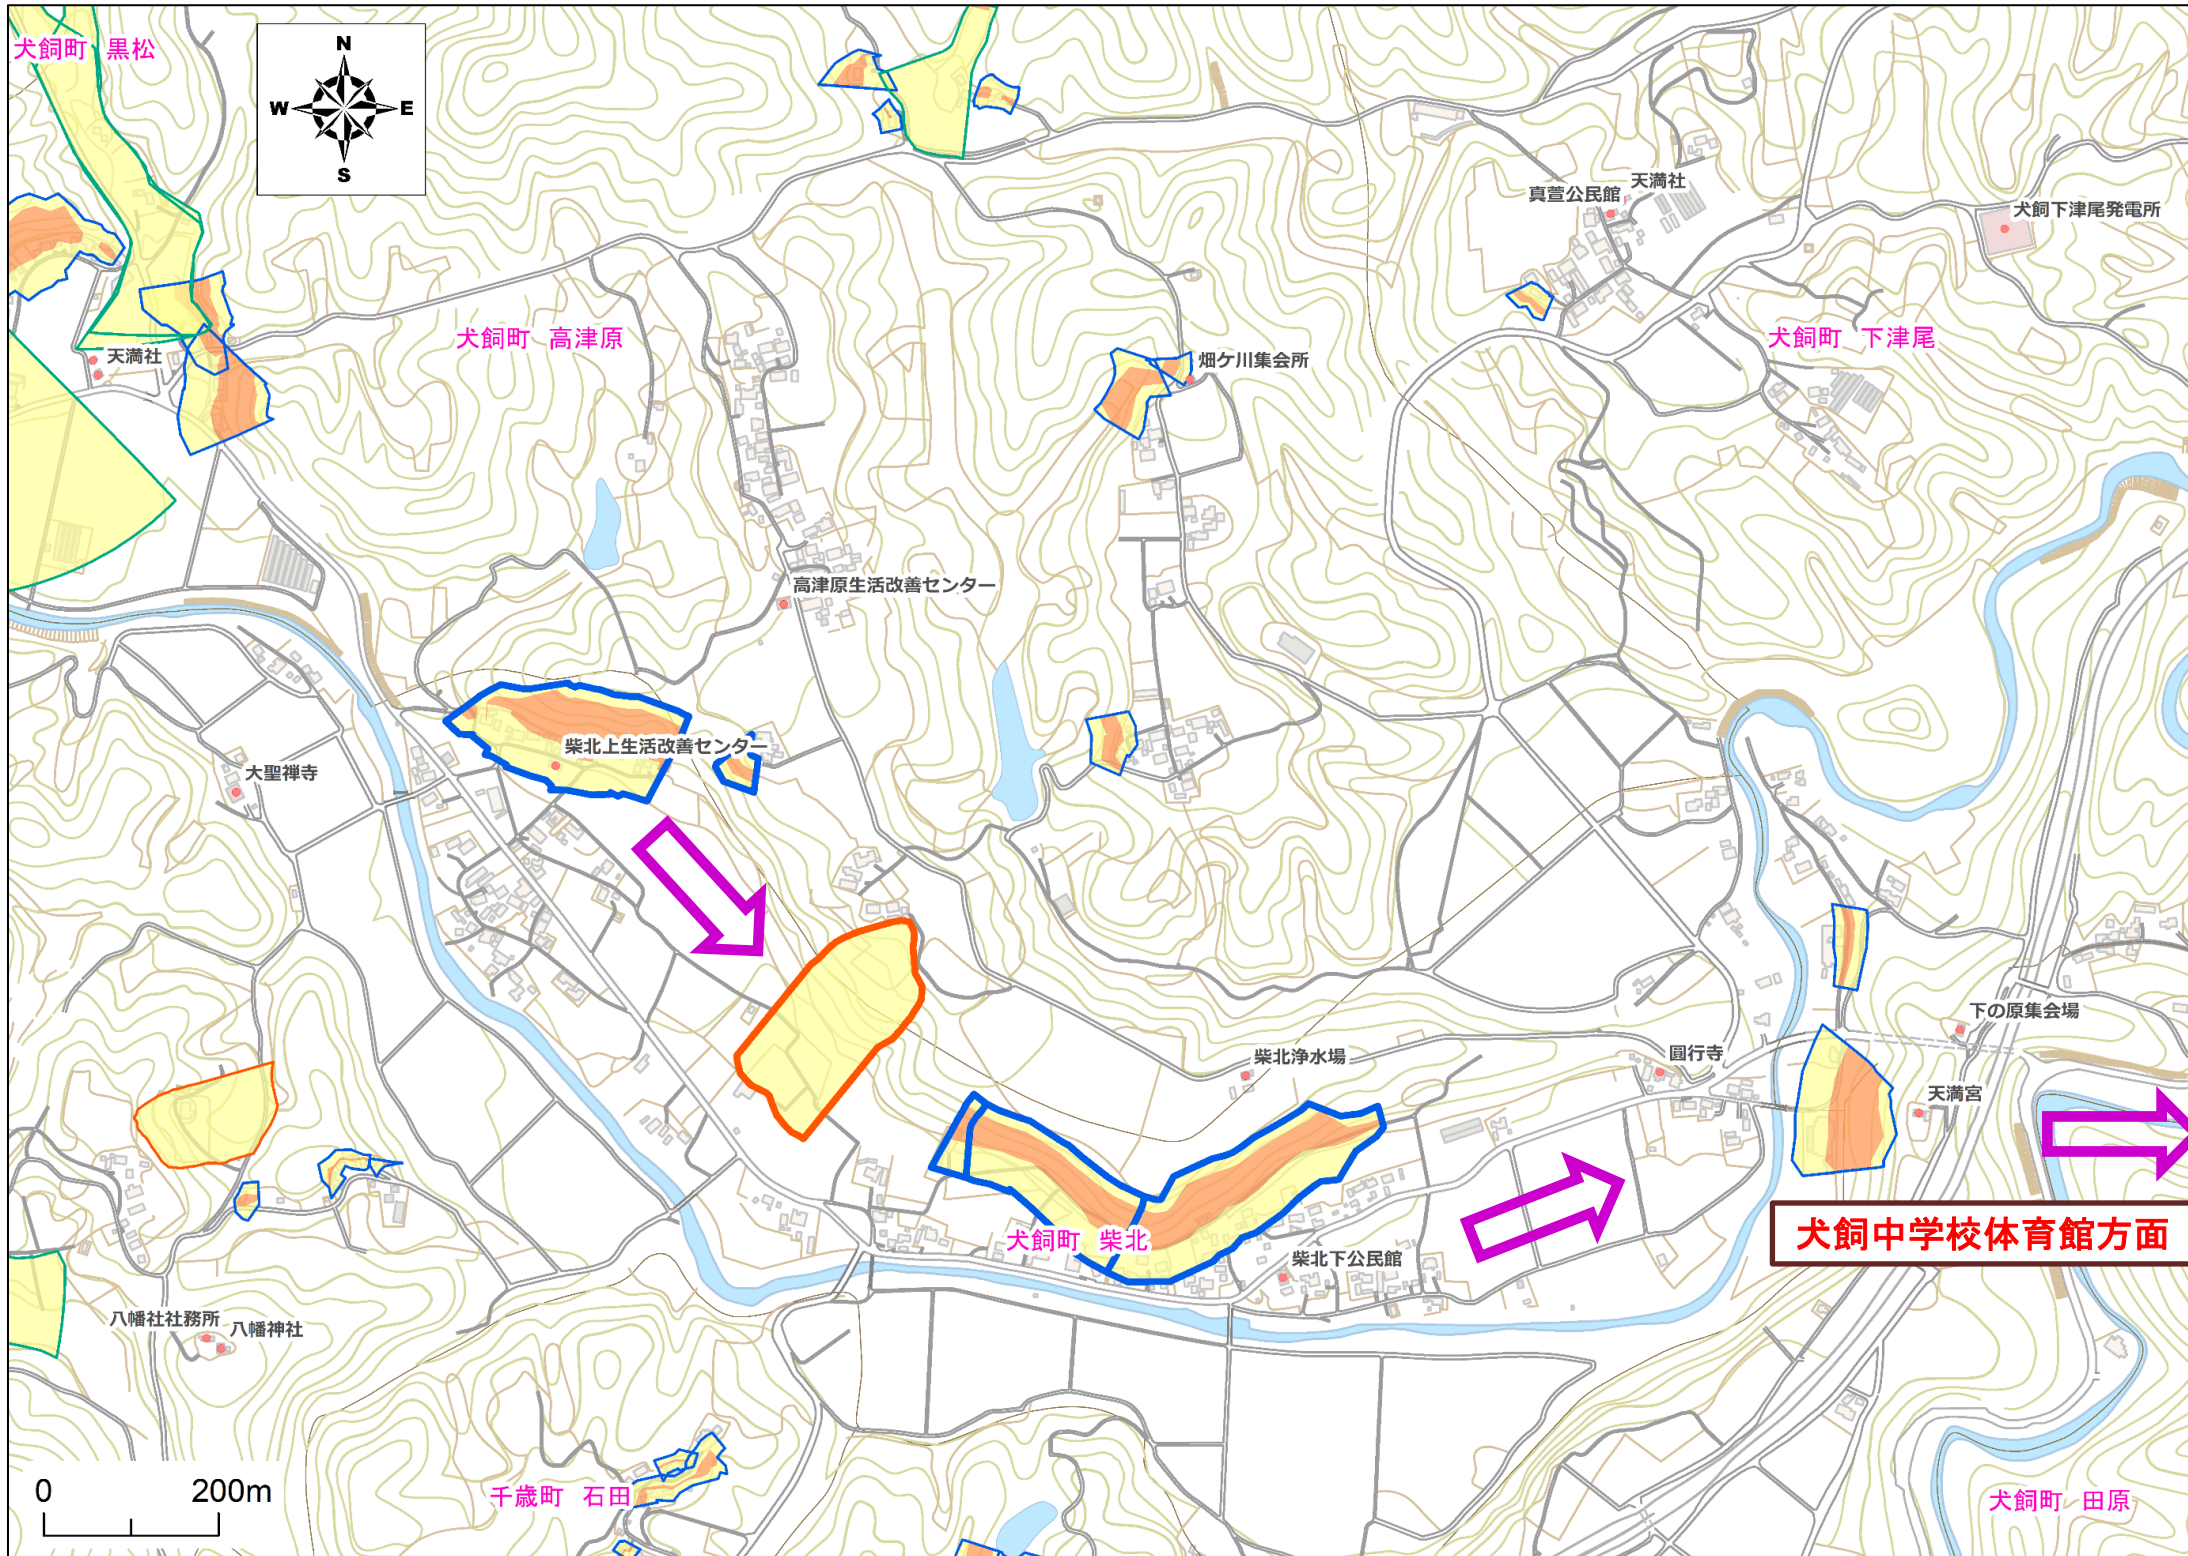 犬飼町 黒松
N
W
E
S
真萱公民館
天満社
犬飼下津尾発電所
犬飼町 高津原
犬飼町 下津尾
天満社
畑ケ川集会所
高津原生活改善センター
柴北上生活改善センター
大聖禅寺
下の原集会場
柴北浄水場
圓行寺
天満宮
犬飼町 柴北
犬飼中学校体育館方面
柴北下公民館
八幡社社務所
八幡神社
0
200m
千歳町 石田
犬飼町 田原